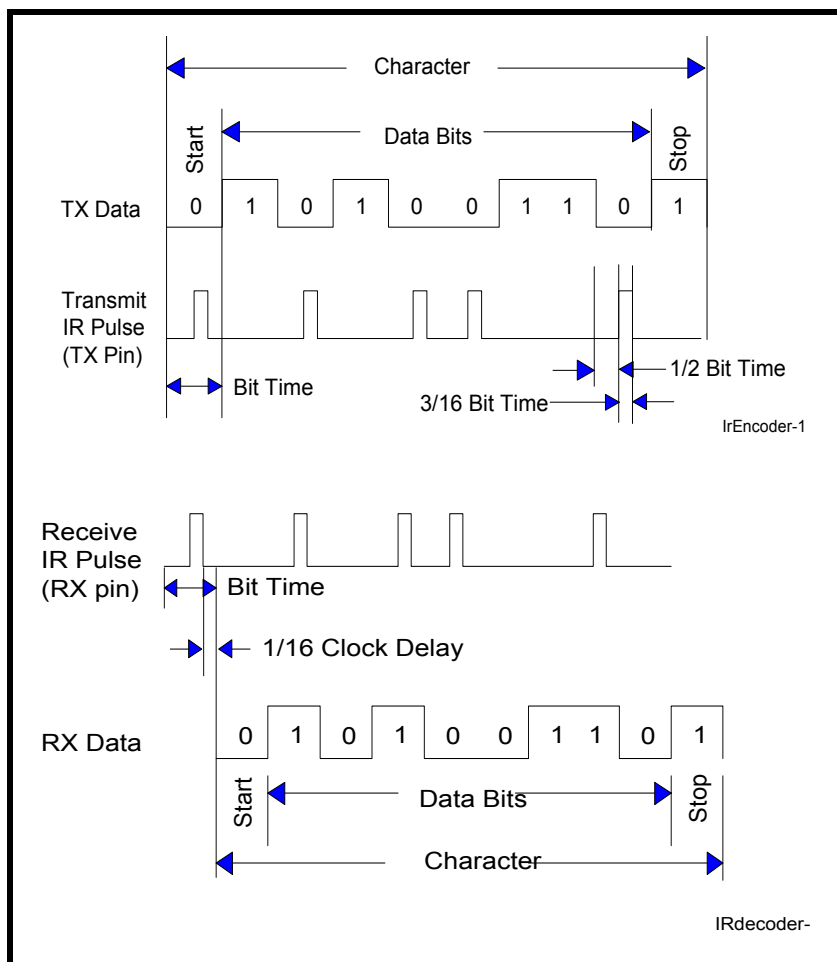 Character
Start
Data Bits
Stop
TX Data
0 1 0 1 0 0 1 1 0 1
Transmit
IR Pulse
(TX Pin)
Bit Time
1/2 Bit Time
3/16 Bit Time
IrEncoder-1
Receive
IR Pulse
(RX pin)
Bit Time
1/16 Clock Delay
RX Data
0 1 0 1 0 0 1 1 0 1
Start
Data Bits
Stop
Character
IRdecoder-